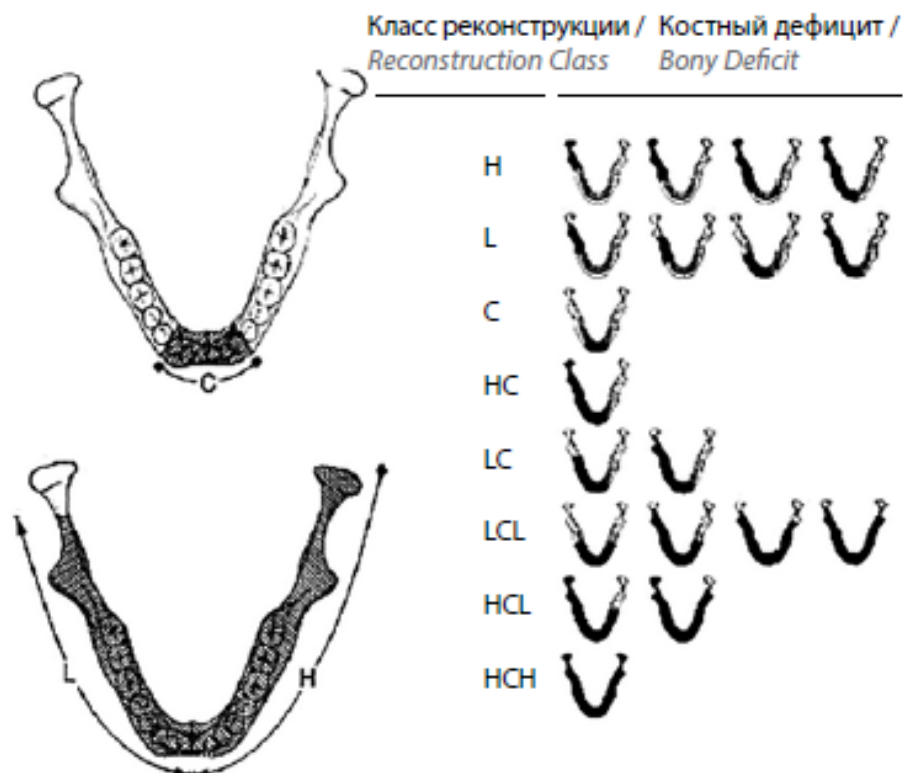 Класс реконструкции / Костный дефицит /
Reconstruction Class Bony Deficit
H
L
C
C
HC
LC
LCL
L
H
HCL
HCH